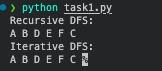 ❯ python task1.py
Recursive DFS:
A B D E F C
Iterative DFS:
A B D E F C %